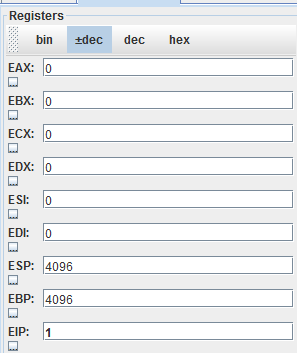 Registers
bin ±dec dec hex
EAX: 0
...
EBX: 0
...
ECX: 0
...
EDX: 0
...
ESI: 0
...
EDI: 0
...
ESP: 4096
...
EBP: 4096
...
EIP: 1
...